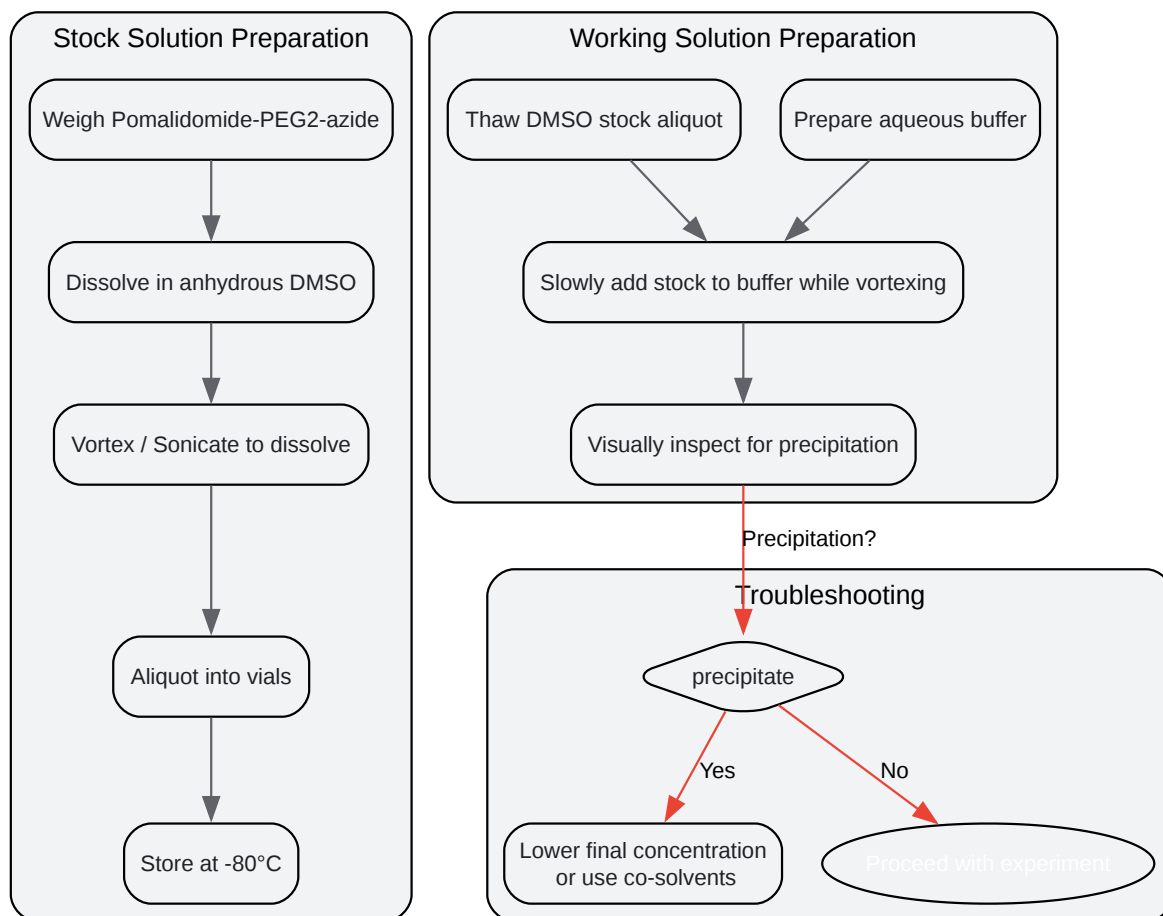 Stock Solution Preparation
Weigh Pomalidomide-PEG2-azide
Dissolve in anhydrous DMSO
Vortex / Sonicate to dissolve
Aliquot into vials
Store at -80°C
Working Solution Preparation
Thaw DMSO stock aliquot
Prepare aqueous buffer
Slowly add stock to buffer while vortexing
Visually inspect for precipitation
Precipitation?
Troubleshooting
precipitate
Yes
No
Lower final concentration
or use co-solvents
Proceed with experiment